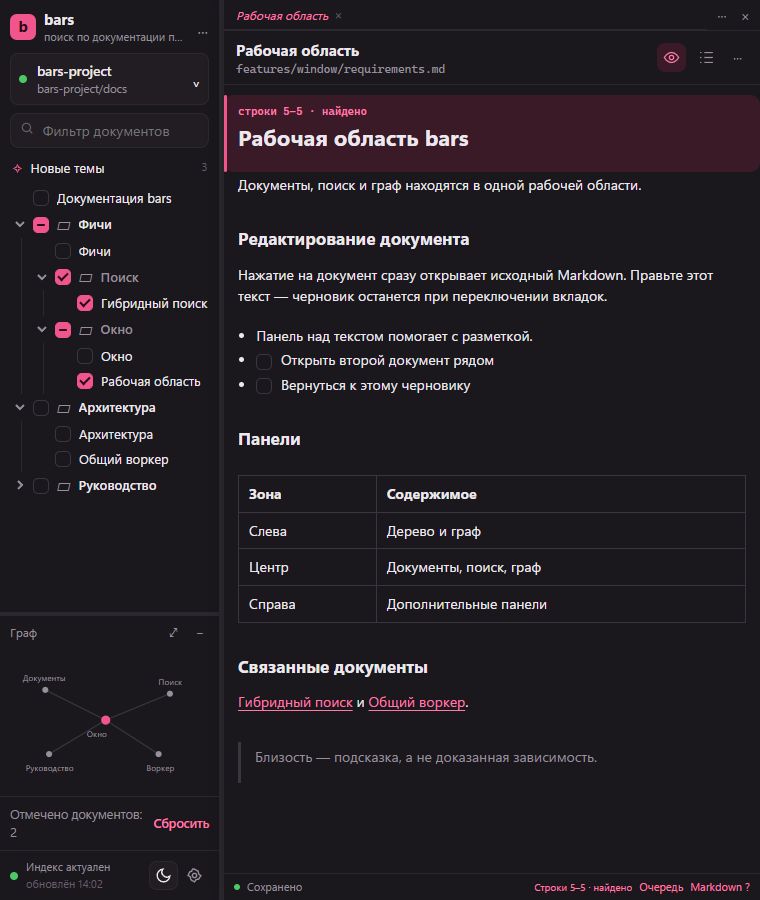 b
bars
поиск по документации п...
bars-project
bars-project/docs
Фильтр документов
Новые темы 3
Документация bars
Фичи
Фичи
Поиск
Гибридный поиск
Окно
Окно
Рабочая область
Архитектура
Архитектура
Общий воркер
Руководство
Граф
Документы
Поиск
Окно
Руководство
Воркер
Отмечено документов:
2
Сбросить
Индекс актуален
обновлён 14:02
Рабочая область ×
Рабочая область
features/window/requirements.md
строки 5–5 · найдено
Рабочая область bars
Документы, поиск и граф находятся в одной рабочей области.
Редактирование документа
Нажатие на документ сразу открывает исходный Markdown. Правьте этот
текст — черновик останется при переключении вкладок.
• Панель над текстом помогает с разметкой.
• Открыть второй документ рядом
• Вернуться к этому черновику
Панели
Зона Содержимое
Слева Дерево и граф
Центр Документы, поиск, граф
Справа Дополнительные панели
Связанные документы
Гибридный поиск и Общий воркер.
Близость — подсказка, а не доказанная зависимость.
Сохранено
Строки 5–5 · найдено Очередь Markdown ?